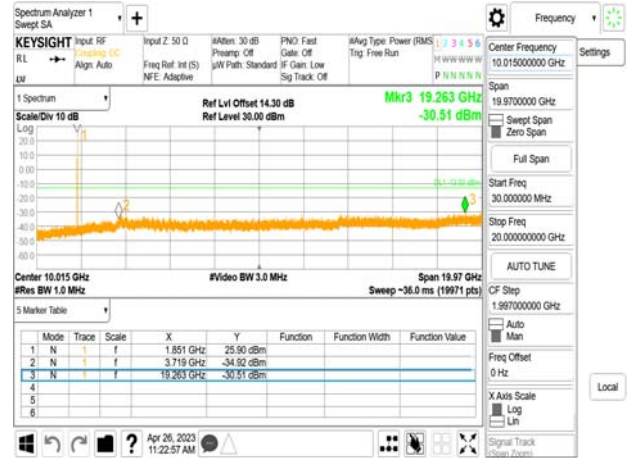 Spectrum Analyzer 1
Swept SA
KEYSIGHT
RL
Input: RF
Coupling: DC
Align: Auto
Input Z: 50 Ω
Freq Ref: Int (S)
NFE: Adaptive
#Atten: 30 dB
Preamp: Off
µW Path: Standard
PNO: Fast
Gate: Off
IF Gain: Low
Sig Track: Off
#Avg Type: Power (RMS
Trig: Free Run
1 2 3 4 5 6
M W W W W W
P N N N N N
1 Spectrum
Scale/Div 10 dB
Ref Lvl Offset 14.30 dB
Ref Level 30.00 dBm
Mkr3 19.263 GHz
-30.51 dBm
Log
20.0
10.0
0.00
-10.0
-20.0
-30.0
-40.0
-50.0
-60.0
1
2
3
Center 10.015 GHz
#Res BW 1.0 MHz
#Video BW 3.0 MHz
Span 19.97 GHz
Sweep ~36.0 ms (19971 pts)
5 Marker Table
Mode Trace Scale X Y Function Function Width Function Value
1 N 1 f 1.851 GHz 25.90 dBm
2 N 1 f 3.719 GHz -34.92 dBm
3 N 1 f 19.263 GHz -30.51 dBm
4
5
6
Apr 26, 2023
11:22:57 AM
Frequency
Settings
Center Frequency
10.015000000 GHz
Span
19.9700000 GHz
Swept Span
Zero Span
Full Span
Start Freq
30.000000 MHz
Stop Freq
20.000000000 GHz
AUTO TUNE
CF Step
1.997000000 GHz
Auto
Man
Freq Offset
0 Hz
X Axis Scale
Log
Lin
Signal Track
(Span Zoom)
Local